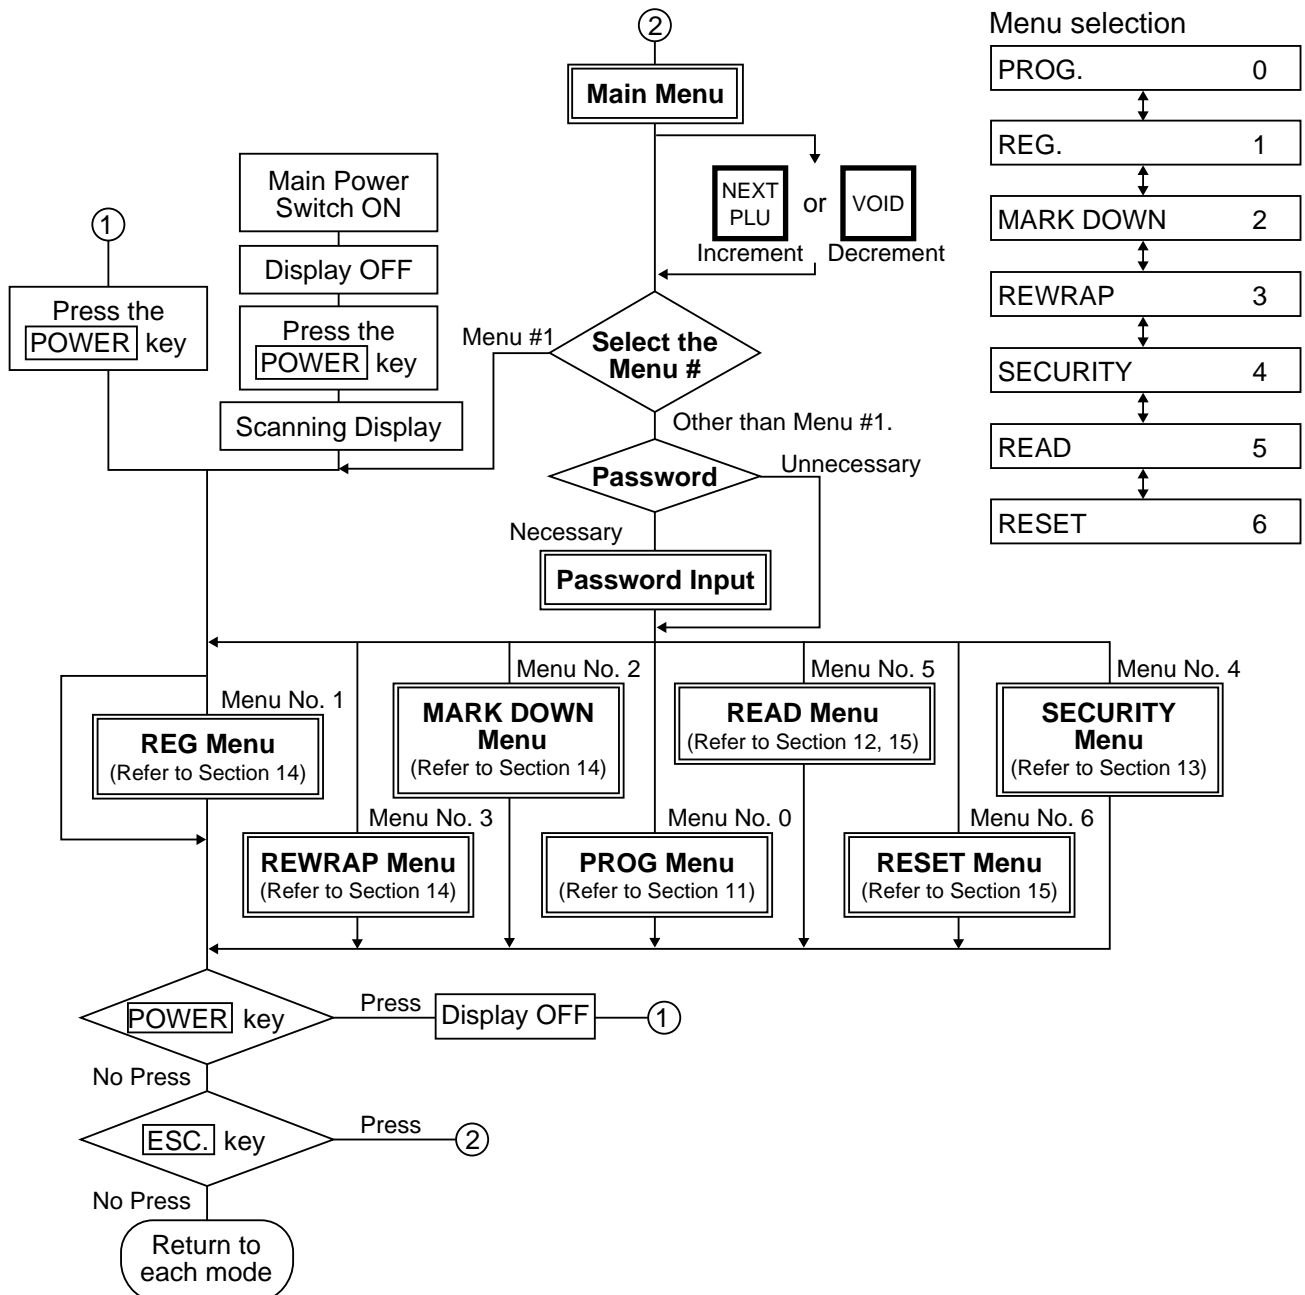 2
Menu selection
Main Menu
PROG. 0
REG. 1
MARK DOWN 2
REWRAP 3
SECURITY 4
READ 5
RESET 6
NEXT
PLU
or
VOID
Increment
Decrement
1
Press the
POWER key
Main Power
Switch ON
Display OFF
Press the
POWER key
Scanning Display
Menu #1
Select the
Menu #
Other than Menu #1.
Password
Unnecessary
Necessary
Password Input
Menu No. 1
REG Menu
(Refer to Section 14)
Menu No. 2
MARK DOWN
Menu
(Refer to Section 14)
Menu No. 5
READ Menu
(Refer to Section 12, 15)
Menu No. 4
SECURITY
Menu
(Refer to Section 13)
Menu No. 3
REWRAP Menu
(Refer to Section 14)
Menu No. 0
PROG Menu
(Refer to Section 11)
Menu No. 6
RESET Menu
(Refer to Section 15)
POWER key
Press
Display OFF
1
No Press
ESC. key
Press
2
No Press
Return to
each mode